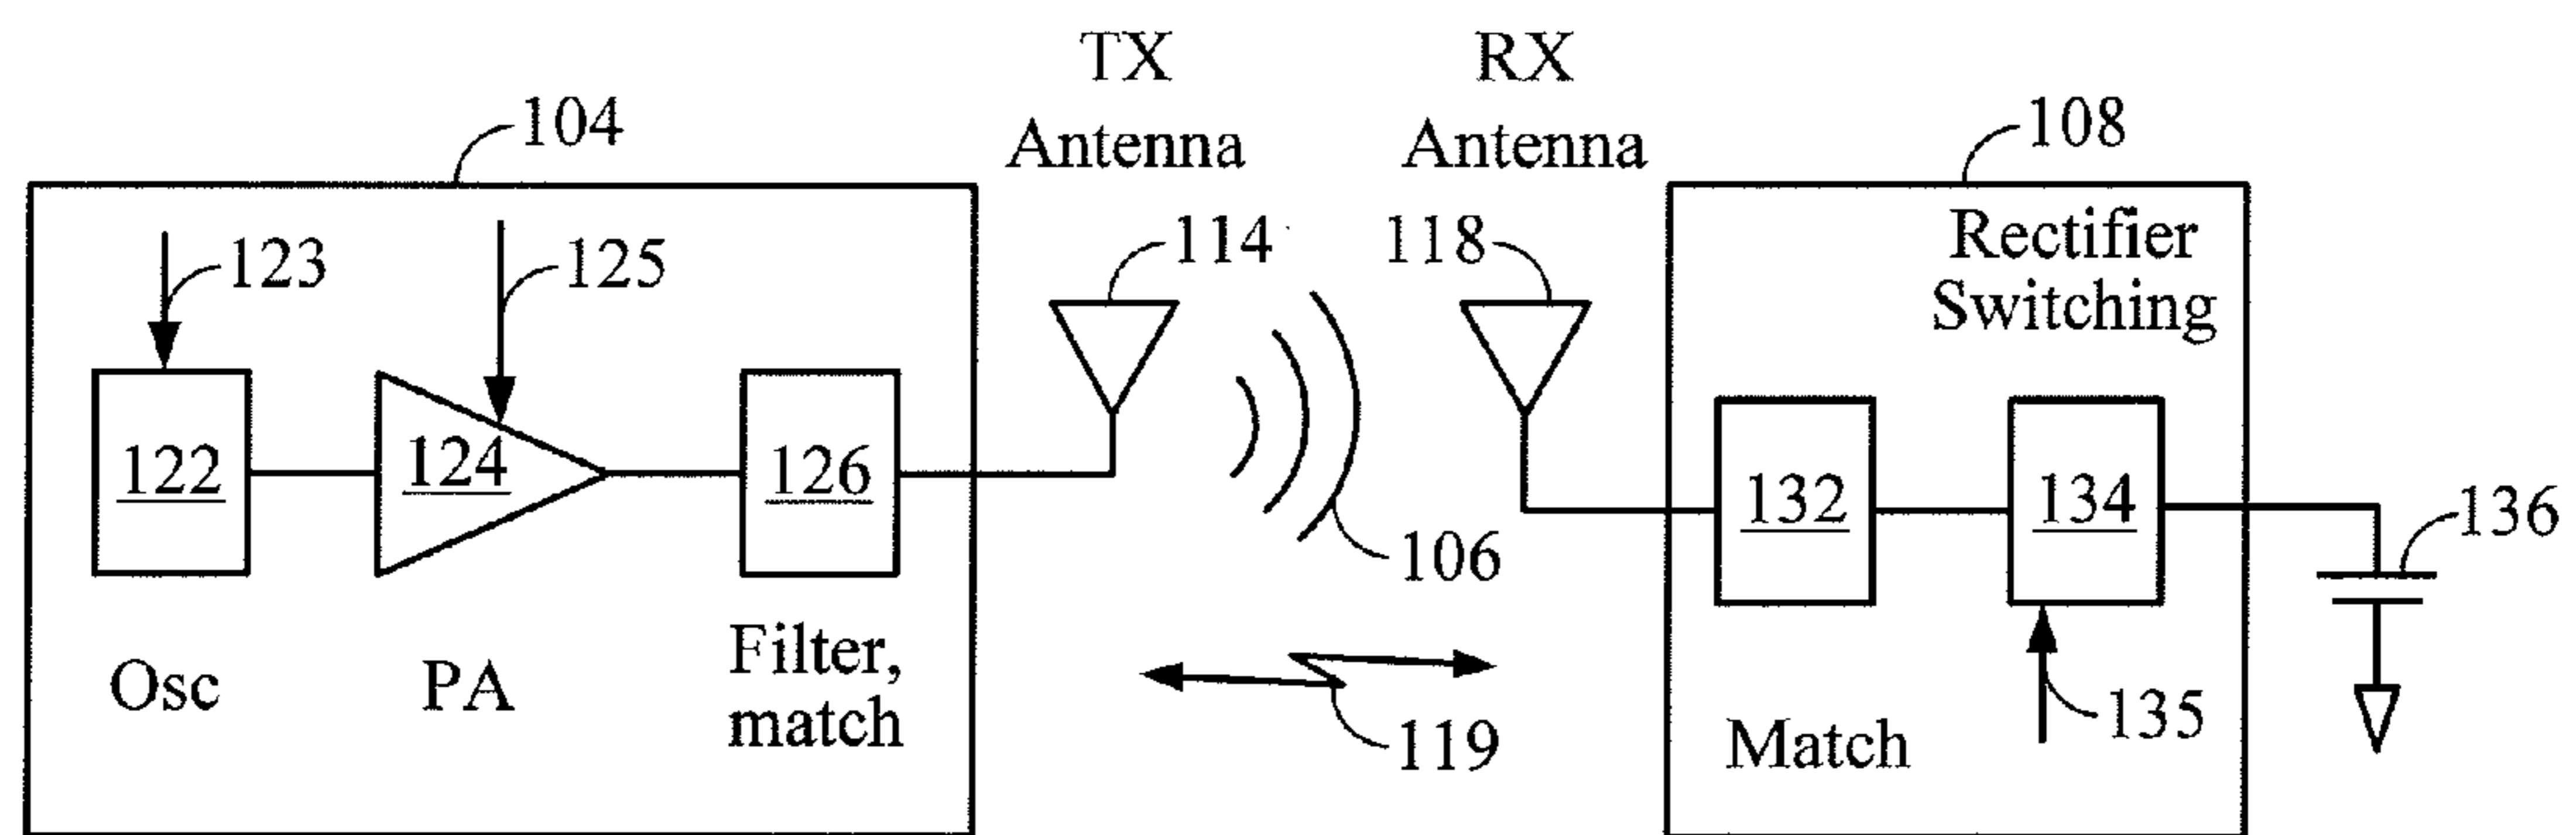 TX
Antenna
RX
Antenna
104
108
123
125
114
118
Rectifier
Switching
122
124
126
132
134
136
106
Osc
PA
Filter,
match
119
Match
135